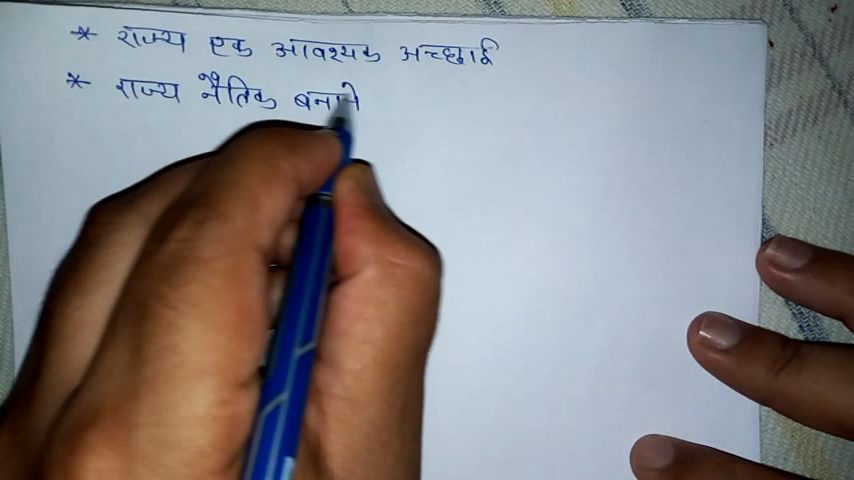 * राज्य एक आवश्यक अच्छाई
* राज्य नैतिक बनाने